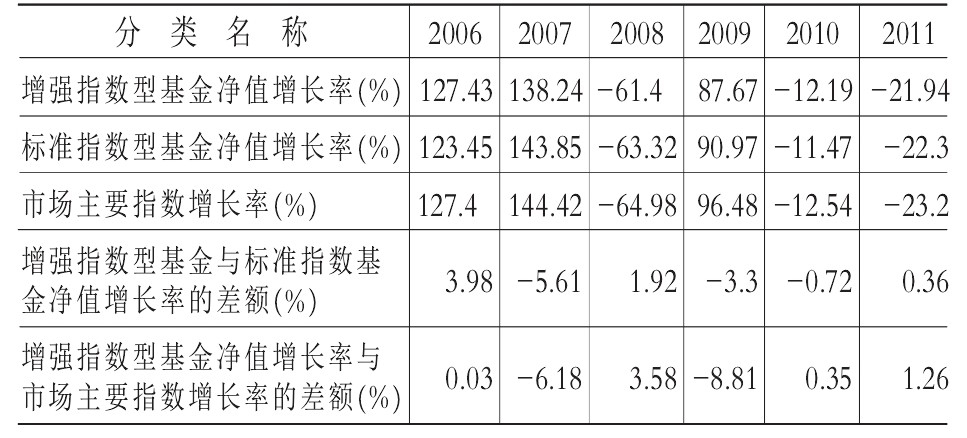 分 类 名 称 2006 2007 2008 2009 2010 2011
增强指数型基金净值增长率(%) 127.43 138.24 -61.4 87.67 -12.19 -21.94
标准指数型基金净值增长率(%) 123.45 143.85 -63.32 90.97 -11.47 -22.3
市场主要指数增长率(%) 127.4 144.42 -64.98 96.48 -12.54 -23.2
增强指数型基金与标准指数基
金净值增长率的差额(%) 3.98 -5.61 1.92 -3.3 -0.72 0.36
增强指数型基金净值增长率与
市场主要指数增长率的差额(%) 0.03 -6.18 3.58 -8.81 0.35 1.26